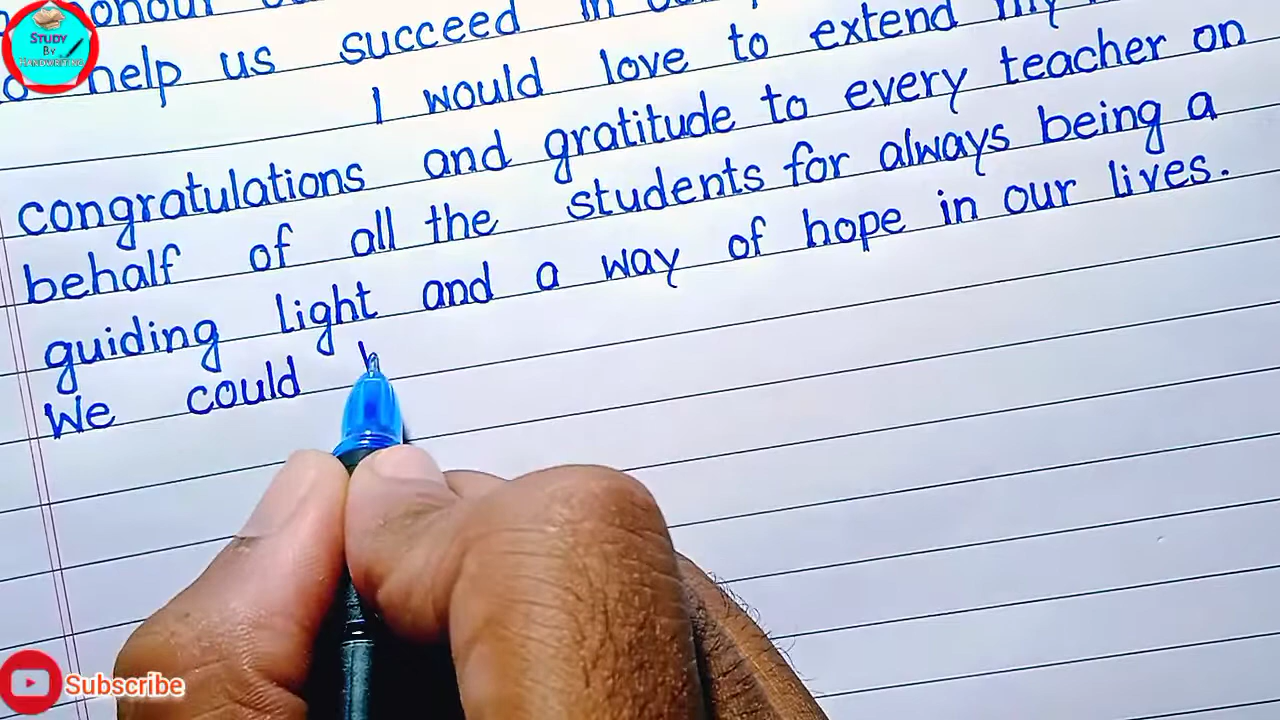 STUDY
By
HANDWRITING
help us succeed in
I would love to extend my
congratulations and gratitude to every teacher on
behalf of all the students for always being a
guiding light and a way of hope in our lives.
We could
Subscribe